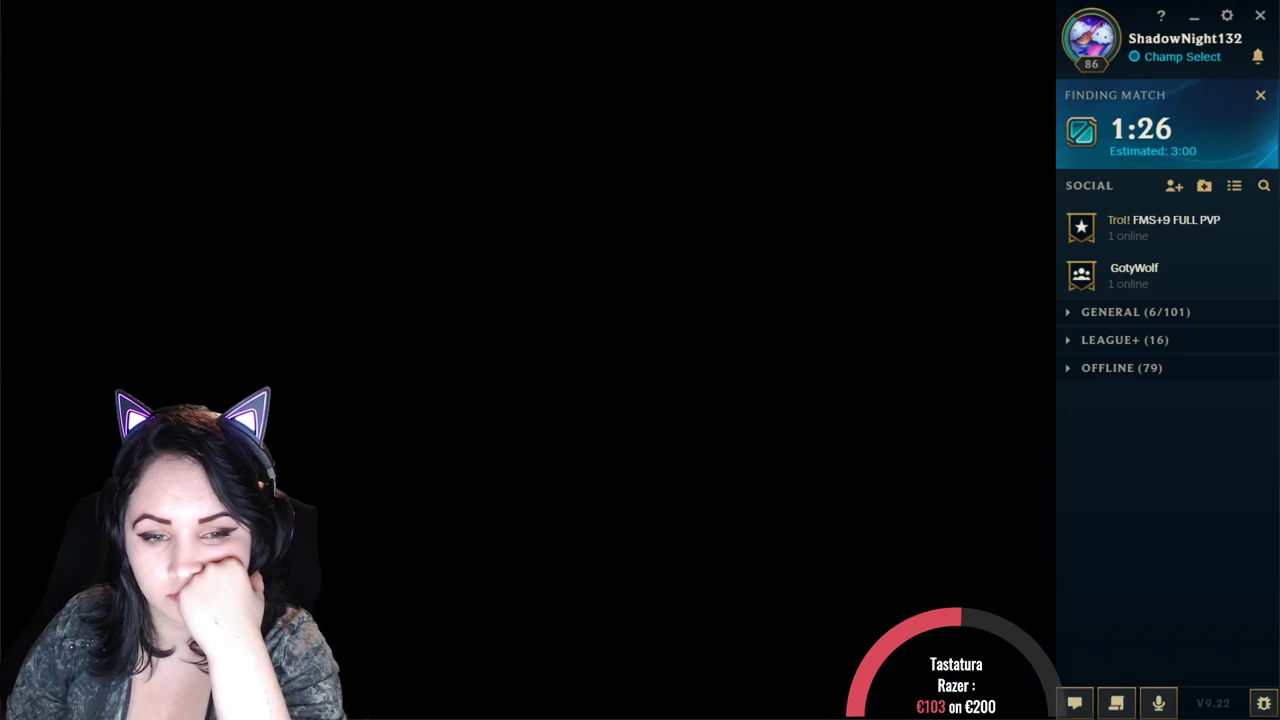 ShadowNight132
86
Champ Select
FINDING MATCH
1:26
Estimated: 3:00
SOCIAL
Trol! FMS+9 FULL PVP
1 online
GotyWolf
1 online
GENERAL (6/101)
LEAGUE+ (16)
OFFLINE (79)
Tastatura
Razer :
€103 on €200
V9.22